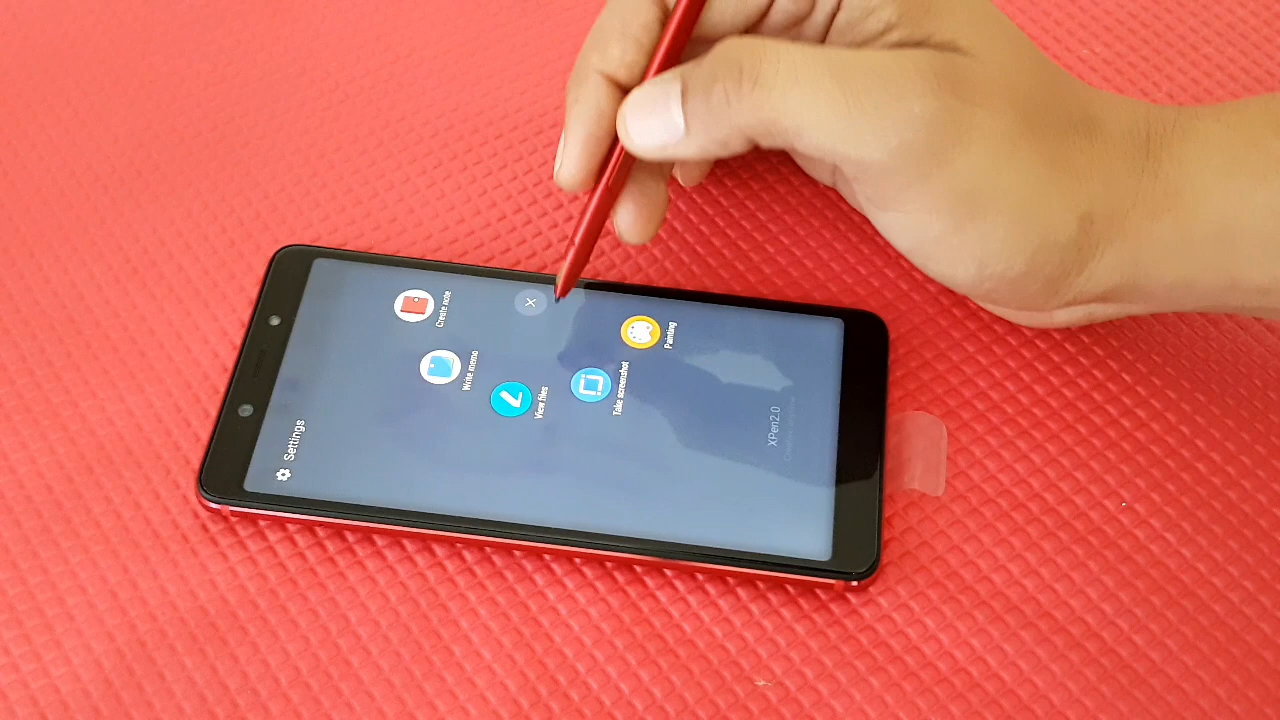 Settings
Create note
Write memo
View files
Take screenshot
Painting
XPen2.0